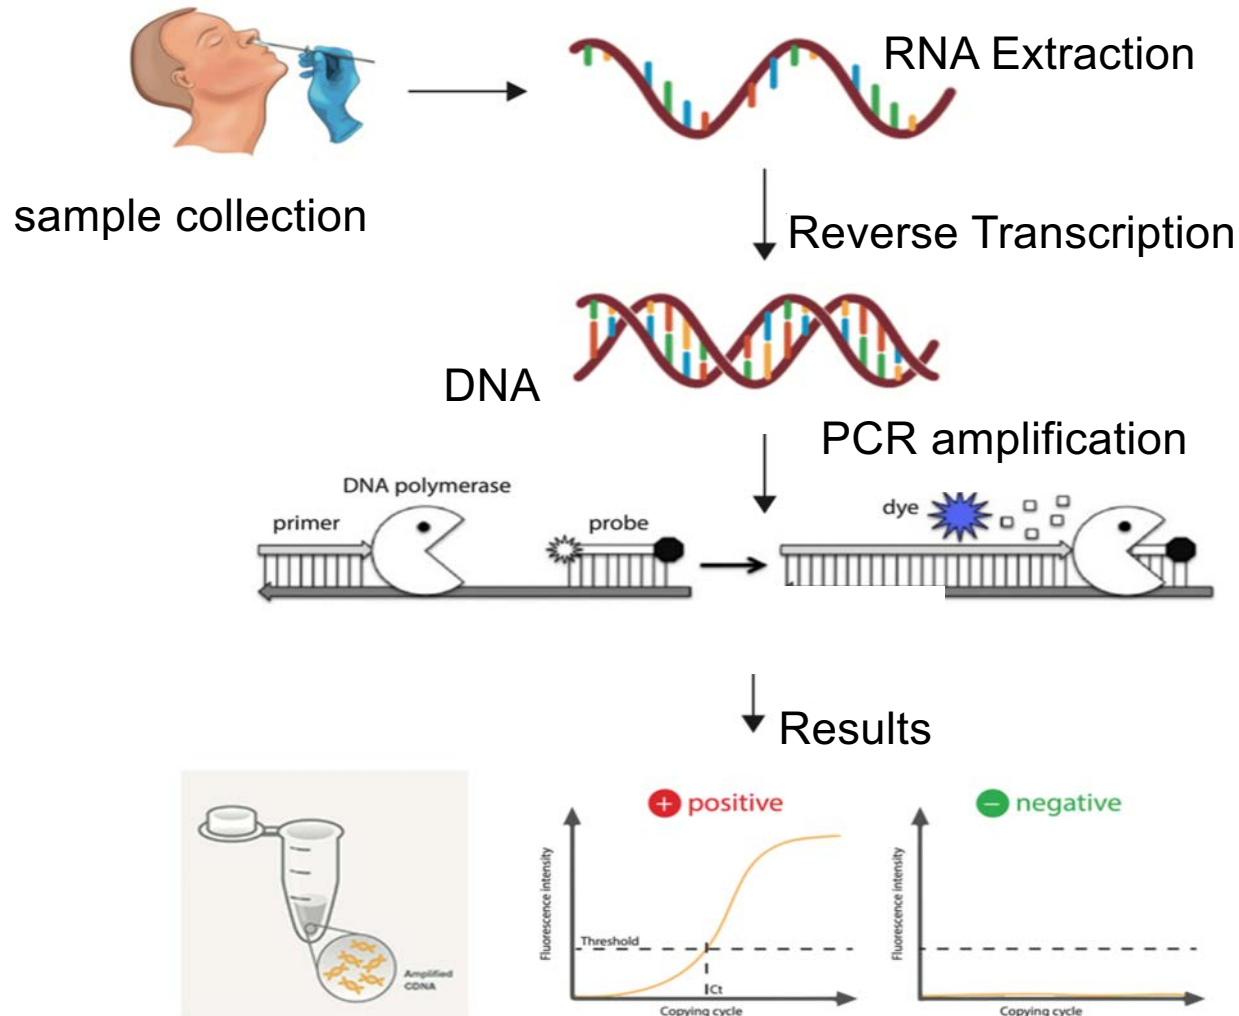 RNA Extraction
sample collection
Reverse Transcription
DNA
PCR amplification
DNA polymerase
primer
probe
dye
Results
+ positive
− negative
Fluorescence intensity
Threshold
Ct
Copying cycle
Fluorescence intensity
Copying cycle
Amplified
CDNA